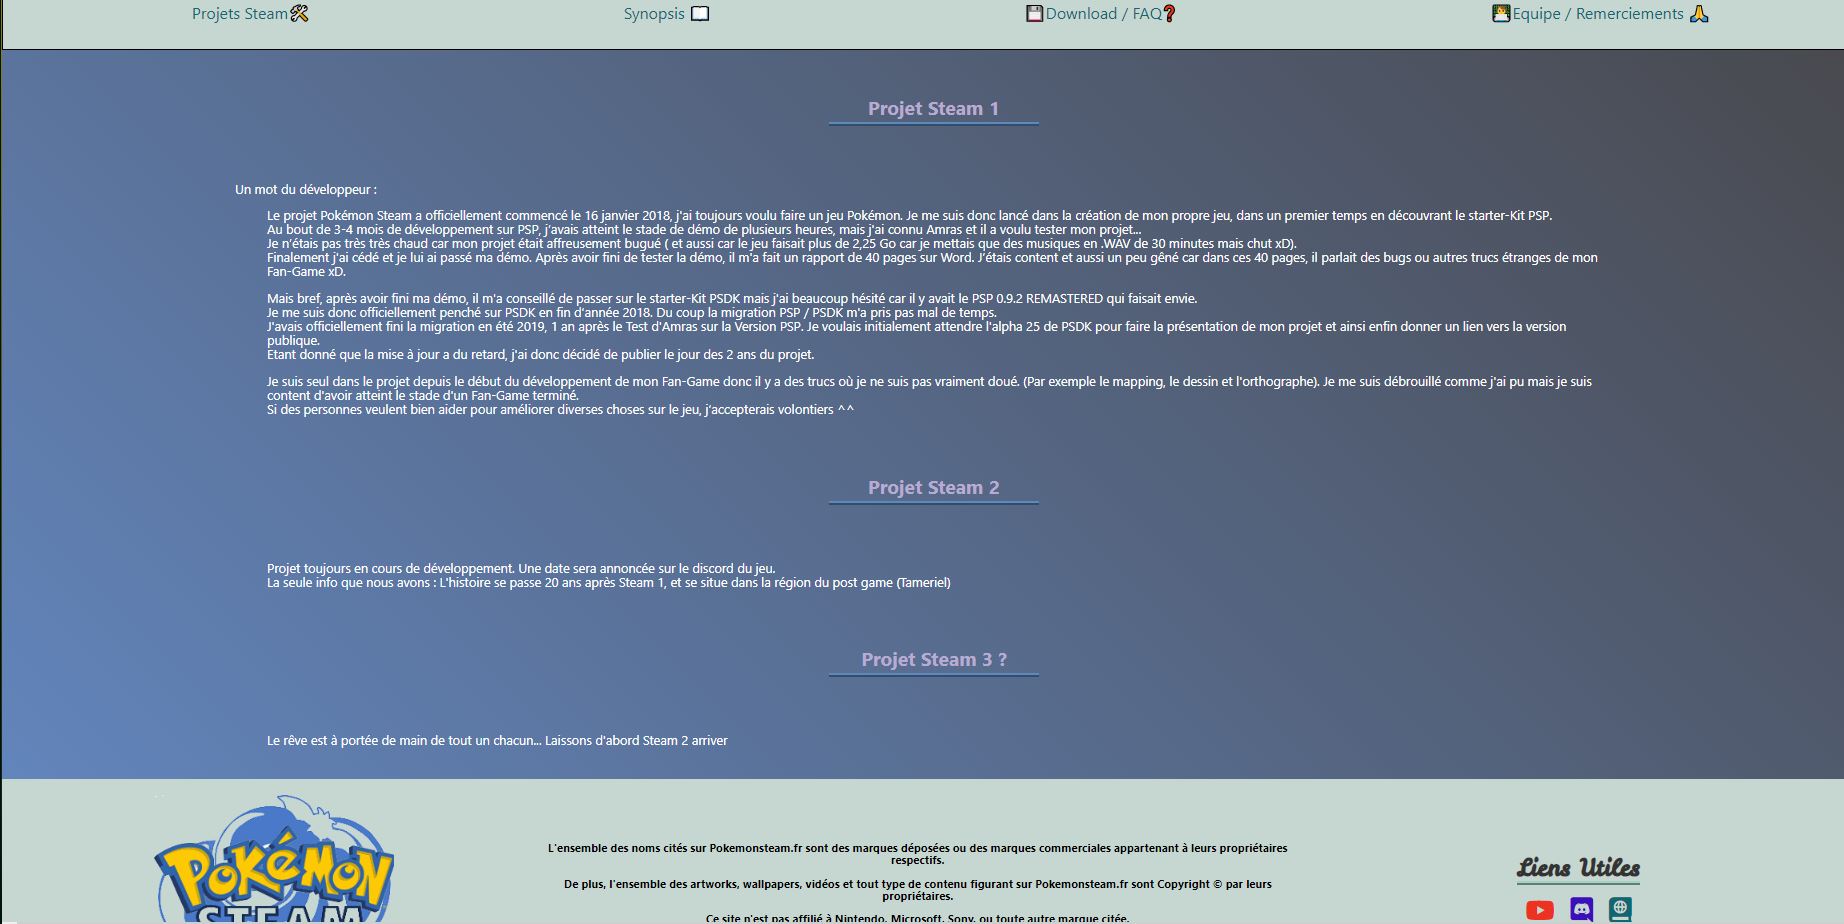 Projets Steam🛠️
Synopsis 📖
💾Download / FAQ❓
👨‍💻Equipe / Remerciements 🙏
Projet Steam 1
Un mot du développeur :
Le projet Pokémon Steam a officiellement commencé le 16 janvier 2018, j'ai toujours voulu faire un jeu Pokémon. Je me suis donc lancé dans la création de mon propre jeu, dans un premier temps en découvrant le starter-Kit PSP.
Au bout de 3-4 mois de développement sur PSP, j'avais atteint le stade de démo de plusieurs heures, mais j'ai connu Amras et il a voulu tester mon projet...
Je n'étais pas très très chaud car mon projet était affreusement bugué ( et aussi car le jeu faisait plus de 2,25 Go car je mettais que des musiques en .WAV de 30 minutes mais chut xD).
Finalement j'ai cédé et je lui ai passé ma démo. Après avoir fini de tester la démo, il m'a fait un rapport de 40 pages sur Word. J'étais content et aussi un peu gêné car dans ces 40 pages, il parlait des bugs ou autres trucs étranges de mon
Fan-Game xD.
Mais bref, après avoir fini ma démo, il m'a conseillé de passer sur le starter-Kit PSDK mais j'ai beaucoup hésité car il y avait le PSP 0.9.2 REMASTERED qui faisait envie.
Je me suis donc officiellement penché sur PSDK en fin d'année 2018. Du coup la migration PSP / PSDK m'a pris pas mal de temps.
J'avais officiellement fini la migration en été 2019, 1 an après le Test d'Amras sur la Version PSP. Je voulais initialement attendre l'alpha 25 de PSDK pour faire la présentation de mon projet et ainsi enfin donner un lien vers la version
publique.
Etant donné que la mise à jour a du retard, j'ai donc décidé de publier le jour des 2 ans du projet.
Je suis seul dans le projet depuis le début du développement de mon Fan-Game donc il y a des trucs où je ne suis pas vraiment doué. (Par exemple le mapping, le dessin et l'orthographe). Je me suis débrouillé comme j'ai pu mais je suis
content d'avoir atteint le stade d'un Fan-Game terminé.
Si des personnes veulent bien aider pour améliorer diverses choses sur le jeu, j'accepterais volontiers ^^
Projet Steam 2
Projet toujours en cours de développement. Une date sera annoncée sur le discord du jeu.
La seule info que nous avons : L'histoire se passe 20 ans après Steam 1, et se situe dans la région du post game (Tameriel)
Projet Steam 3 ?
Le rêve est à portée de main de tout un chacun... Laissons d'abord Steam 2 arriver
POKéMON
STEAM
L'ensemble des noms cités sur Pokemonsteam.fr sont des marques déposées ou des marques commerciales appartenant à leurs propriétaires
respectifs.
De plus, l'ensemble des artworks, wallpapers, vidéos et tout type de contenu figurant sur Pokemonsteam.fr sont Copyright © par leurs
propriétaires.
Ce site n'est pas affilié à Nintendo, Microsoft, Sony, ou toute autre marque citée.
Liens Utiles